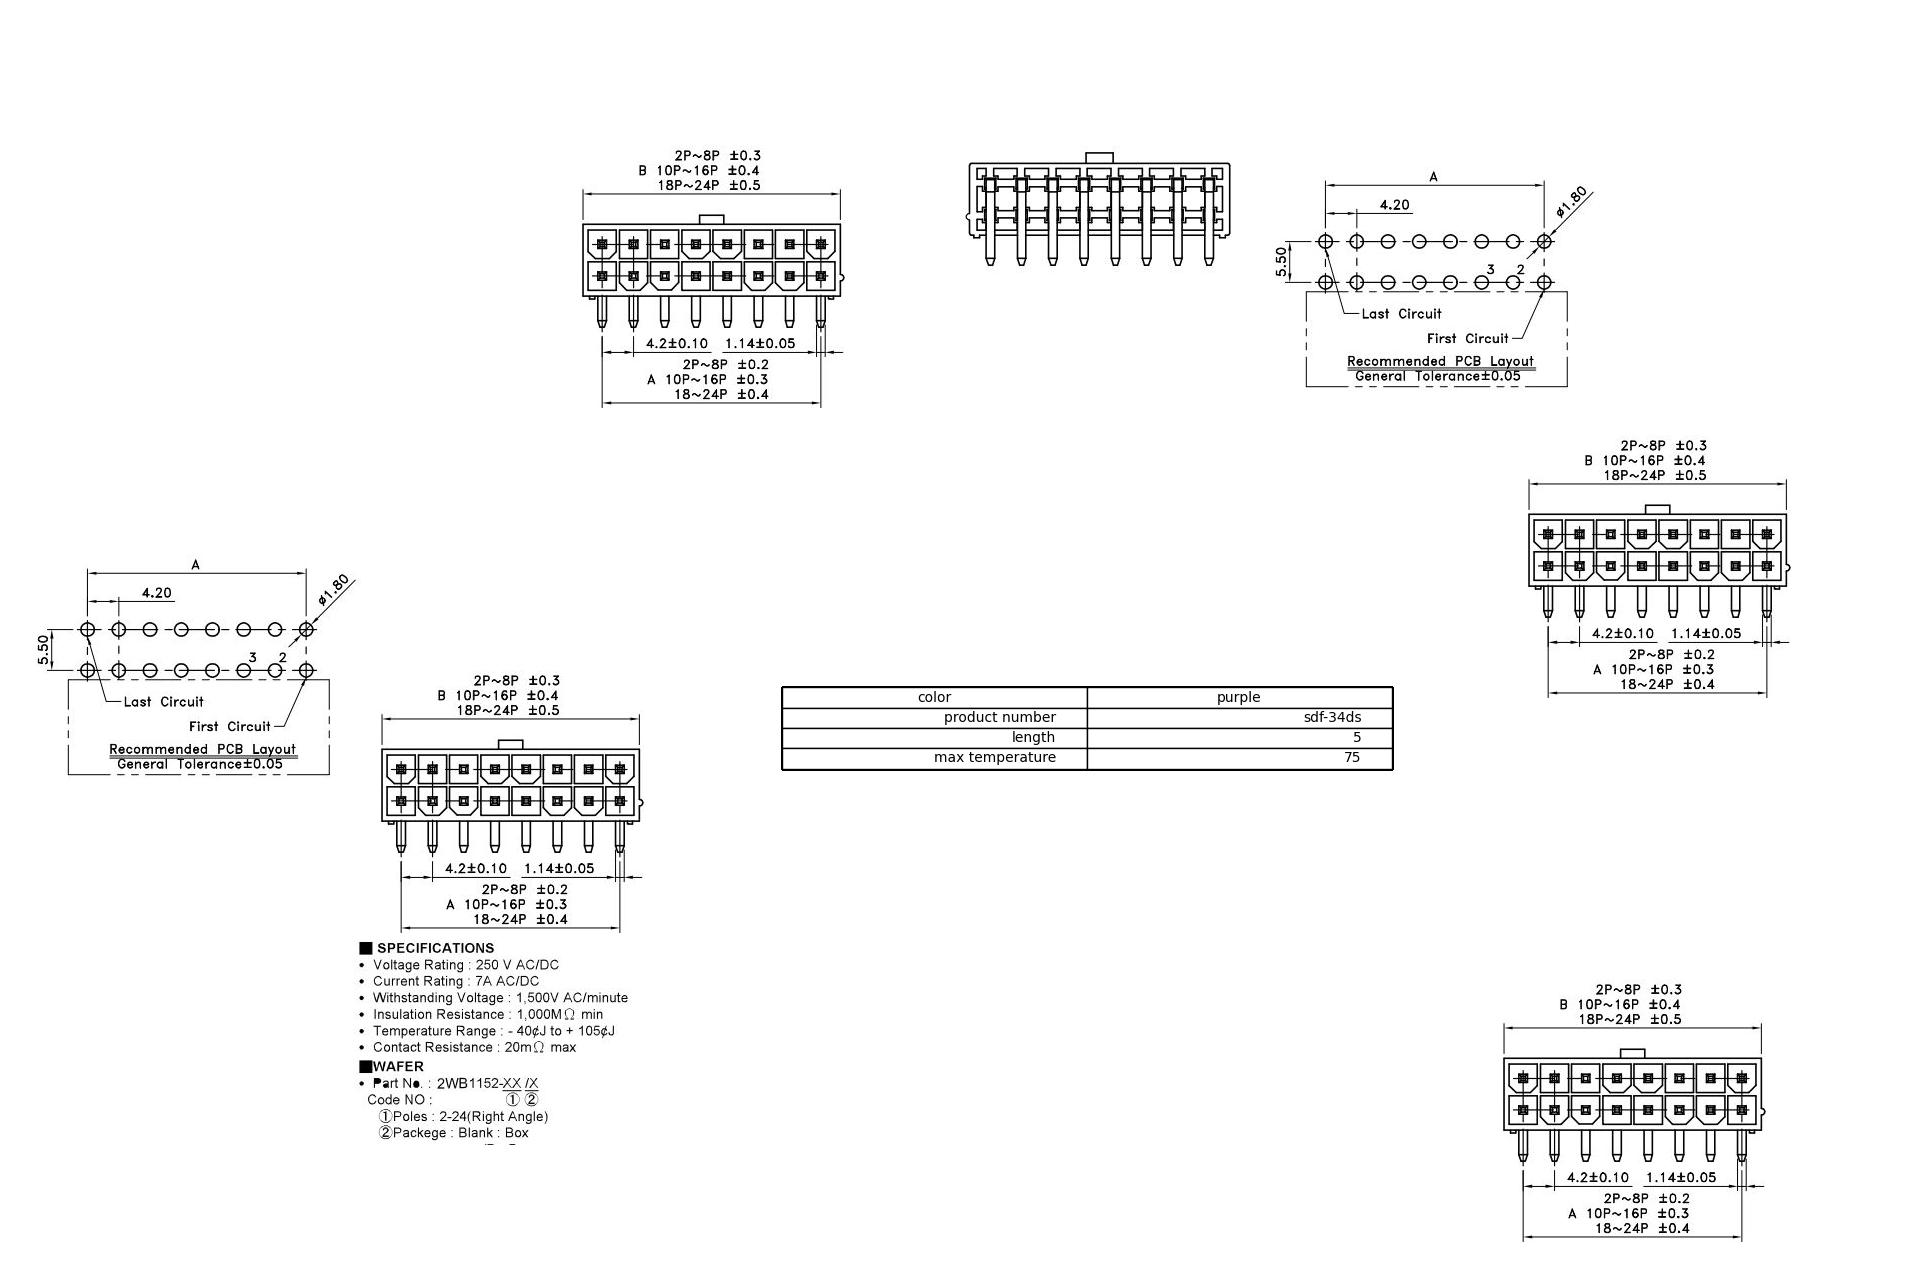 2P~8P ±0.3
B 10P~16P ±0.4
18P~24P ±0.5
4.2±0.10 1.14±0.05
2P~8P ±0.2
A 10P~16P ±0.3
18~24P ±0.4
A
4.20
ø1.80
5.50
3 2
Last Circuit
First Circuit
Recommended PCB Layout
General Tolerance±0.05
2P~8P ±0.3
B 10P~16P ±0.4
18P~24P ±0.5
4.2±0.10 1.14±0.05
2P~8P ±0.2
A 10P~16P ±0.3
18~24P ±0.4
A
4.20
ø1.80
5.50
3 2
Last Circuit
First Circuit
Recommended PCB Layout
General Tolerance±0.05
2P~8P ±0.3
B 10P~16P ±0.4
18P~24P ±0.5
4.2±0.10 1.14±0.05
2P~8P ±0.2
A 10P~16P ±0.3
18~24P ±0.4
color purple
product number sdf-34ds
length 5
max temperature 75
■ SPECIFICATIONS
• Voltage Rating : 250 V AC/DC
• Current Rating : 7A AC/DC
• Withstanding Voltage : 1,500V AC/minute
• Insulation Resistance : 1,000MΩ min
• Temperature Range : - 40¢J to + 105¢J
• Contact Resistance : 20mΩ max
■WAFER
• Part No. : 2WB1152-XX /X
Code NO : ① ②
①Poles : 2-24(Right Angle)
②Packege : Blank : Box
2P~8P ±0.3
B 10P~16P ±0.4
18P~24P ±0.5
4.2±0.10 1.14±0.05
2P~8P ±0.2
A 10P~16P ±0.3
18~24P ±0.4